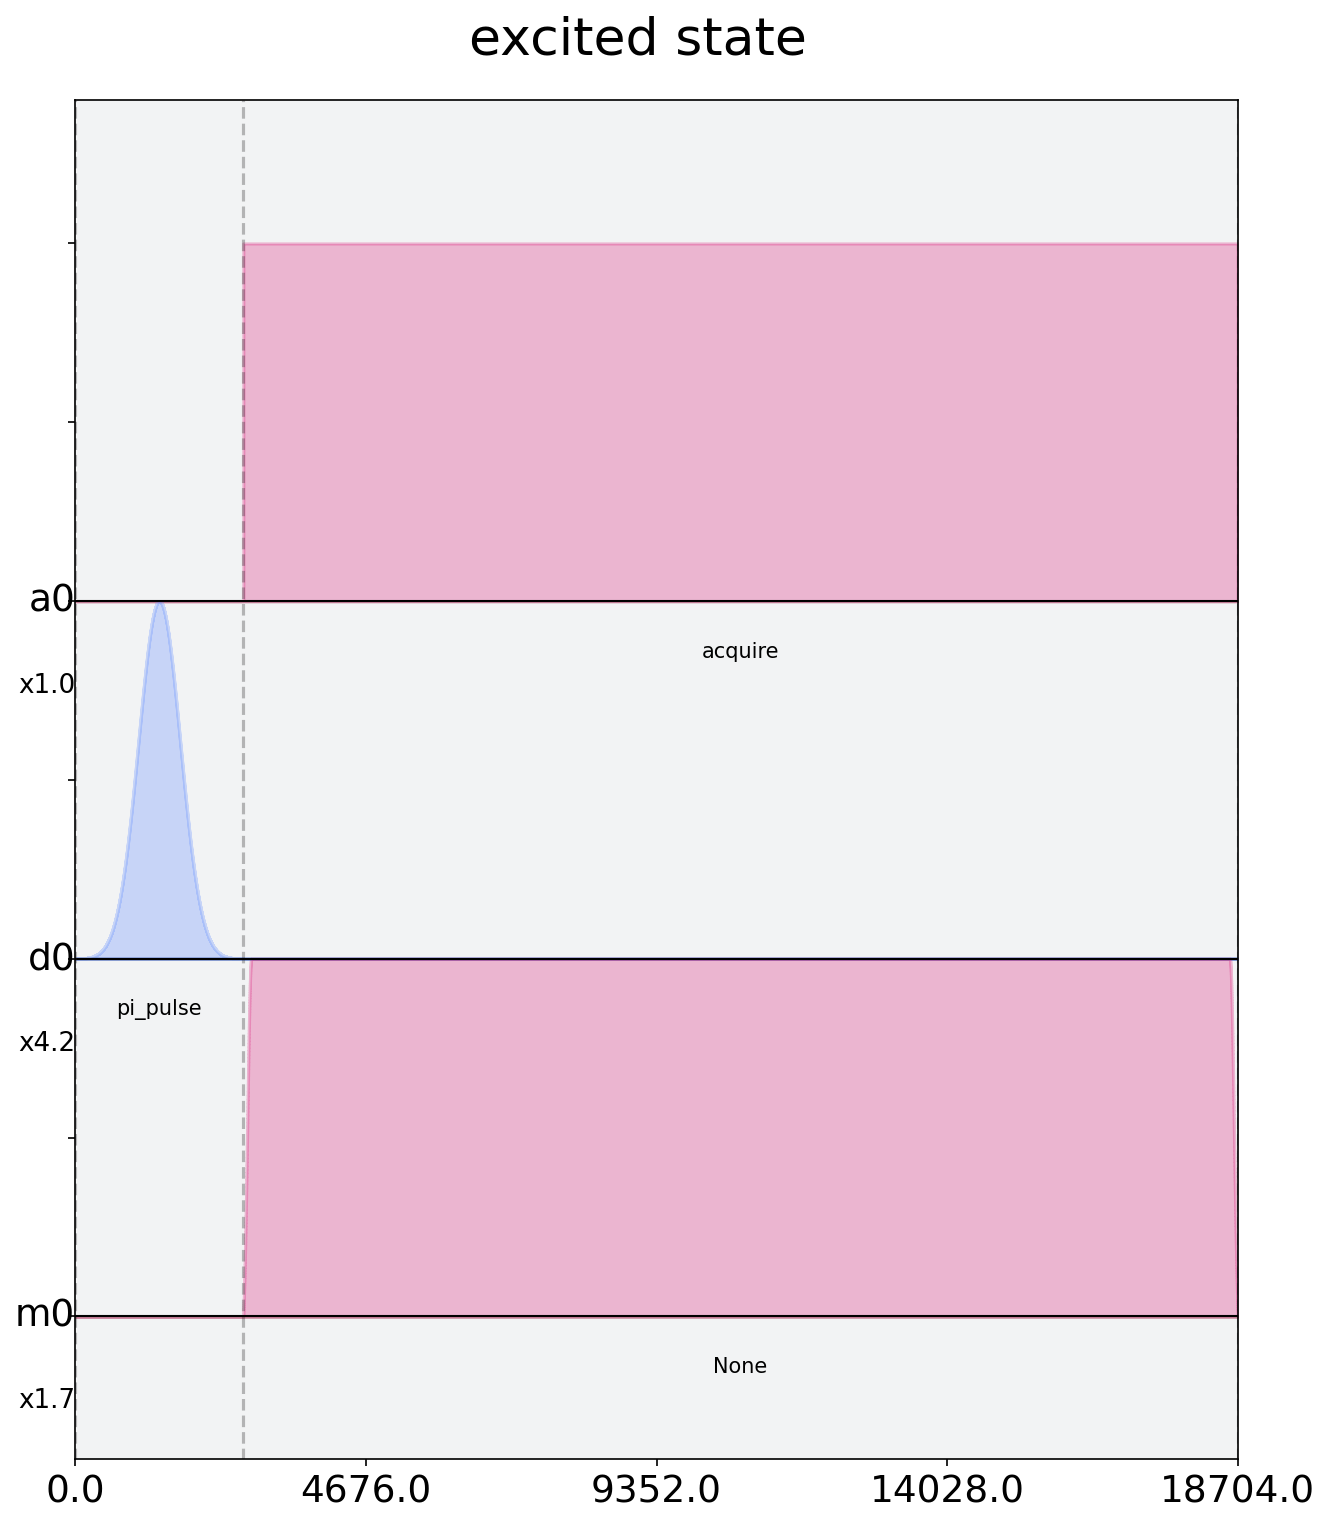 excited state
a0
x1.0
acquire
d0
pi_pulse
x4.2
m0
None
x1.7
0.0 4676.0 9352.0 14028.0 18704.0